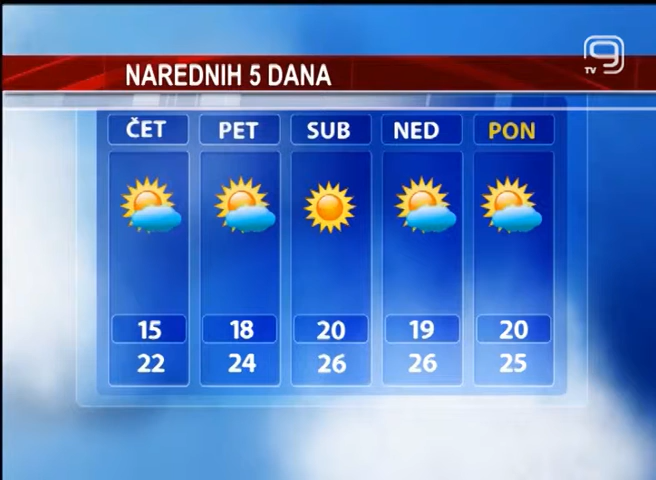 NAREDNIH 5 DANA
9
TV
ČET PET SUB NED PON
15 18 20 19 20
22 24 26 26 25